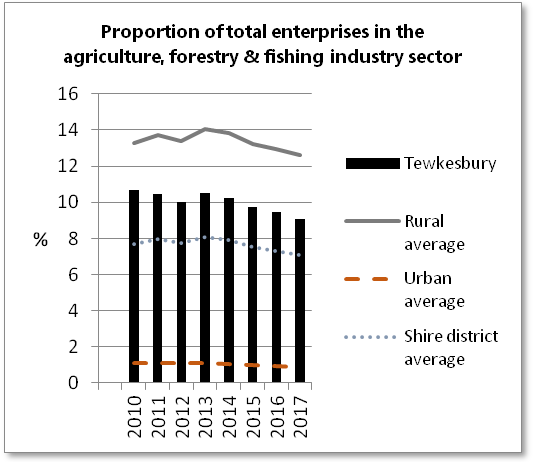 Proportion of total enterprises in the
agriculture, forestry & fishing industry sector
16
14
12
10
8
6
4
2
0
%
2010
2011
2012
2013
2014
2015
2016
2017
Tewkesbury
Rural
average
Urban
average
Shire district
average